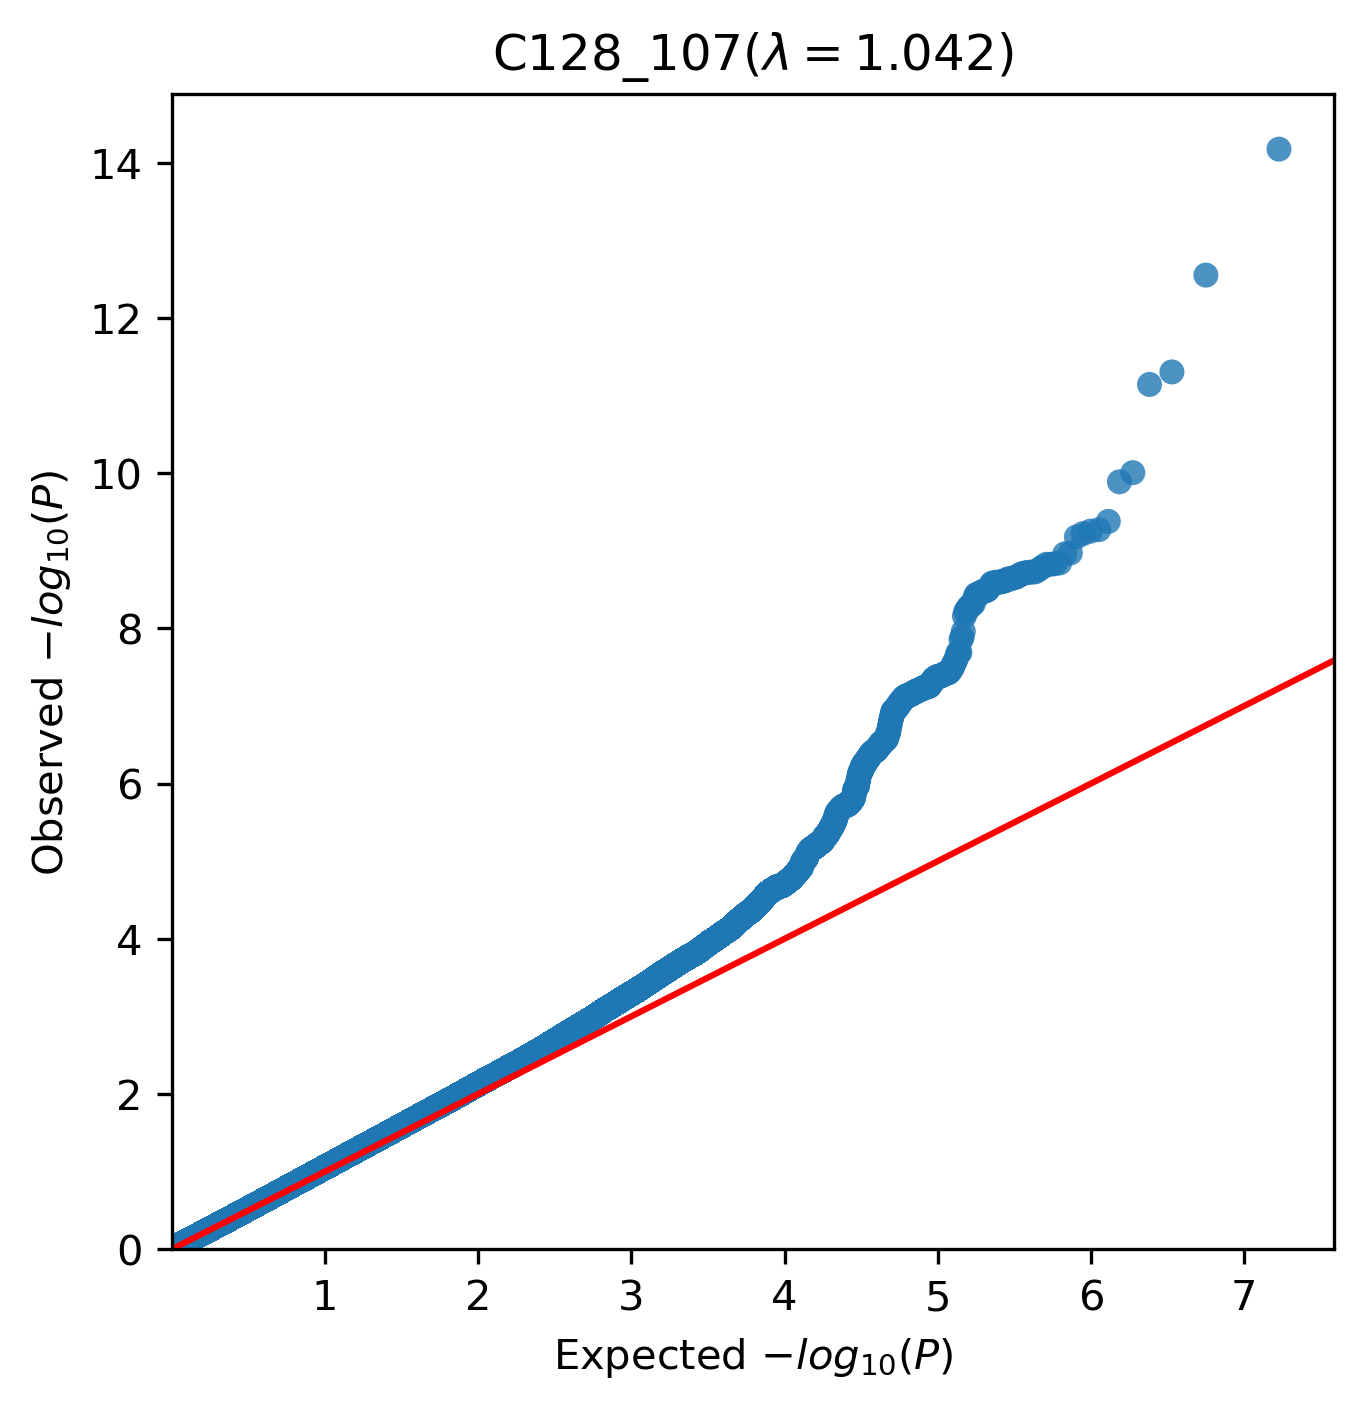 C128_107(λ = 1.042)
14
12
10
8
6
4
2
0
Observed −log₁₀(P)
1 2 3 4 5 6 7
Expected −log₁₀(P)